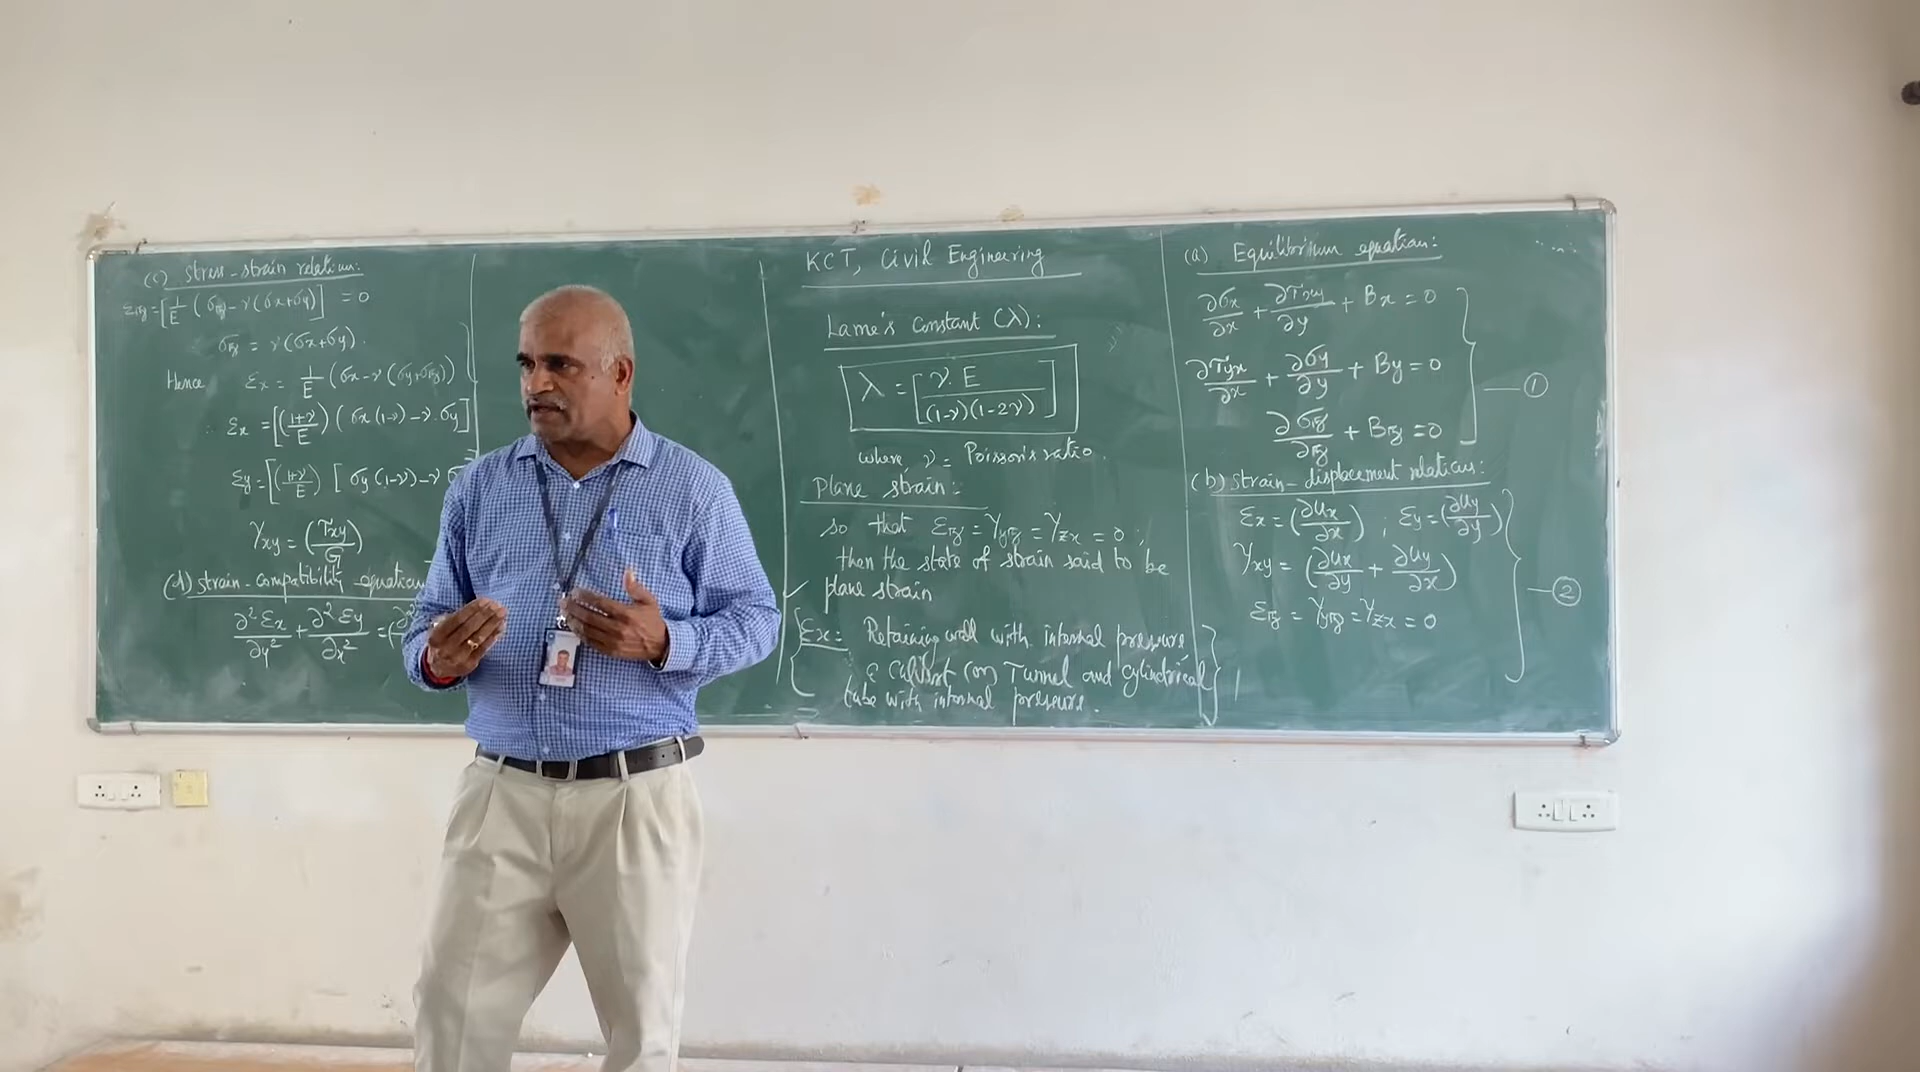 (c) Stress-strain relation:
εz = [1/E (σz - ν(σx+σy)] = 0
σz = ν(σx+σy).
Hence εx = 1/E (σx - ν(σy+σz))
∴ εx = [(1+ν)/E) (σx(1-ν) - ν.σy]
εy = [(1+ν)/E) [σy(1-ν) - ν σ
γxy = (τxy/G)
(d) strain-compatibility equation
∂²εx/∂y² + ∂²εy/∂x² = (∂²
KCT, Civil Engineering
Lame's constant (λ):
λ = [ν.E/(1-ν)(1-2ν)]
where, ν = Poisson's ratio.
plane strain:-
so that εz = γyz = γzx = 0;
then the state of strain said to be
plane strain
Ex:- Retaining wall with internal pressure
& Culvert (or) Tunnel and cylindrical
tube with internal pressure.
(a) Equilibrium equation:
∂σx/∂x + ∂τxy/∂y + Bx = 0
∂τyx/∂x + ∂σy/∂y + By = 0
—①
∂σz/∂z + Bz = 0
(b) strain-displacement relations:
εx = (∂ux/∂x) ; εy = (∂uy/∂y)
γxy = (∂ux/∂y + ∂uy/∂x)
—②
εz = γyz = γzx = 0